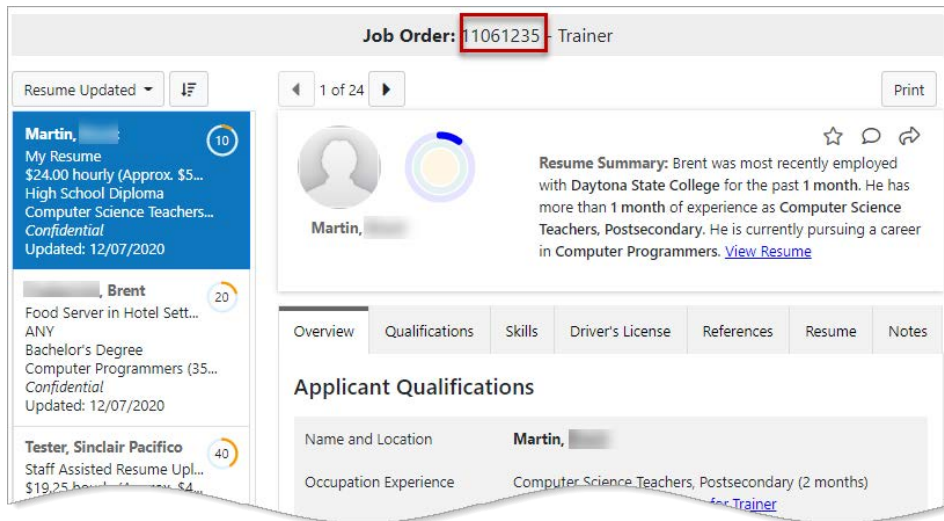 Job Order: 11061235 - Trainer
Resume Updated
1 of 24
Print
Martin,
10
My Resume
$24.00 hourly (Approx. $5...
High School Diploma
Computer Science Teachers...
Confidential
Updated: 12/07/2020
, Brent
20
Food Server in Hotel Sett...
ANY
Bachelor's Degree
Computer Programmers (35...
Confidential
Updated: 12/07/2020
Tester, Sinclair Pacifico
40
Staff Assisted Resume Upl...
$19.25
Martin,
Resume Summary: Brent was most recently employed
with Daytona State College for the past 1 month. He has
more than 1 month of experience as Computer Science
Teachers, Postsecondary. He is currently pursuing a career
in Computer Programmers. View Resume
Overview Qualifications Skills Driver's License References Resume Notes
Applicant Qualifications
Name and Location Martin,
Occupation Experience Computer Science Teachers, Postsecondary (2 months)
for Trainer